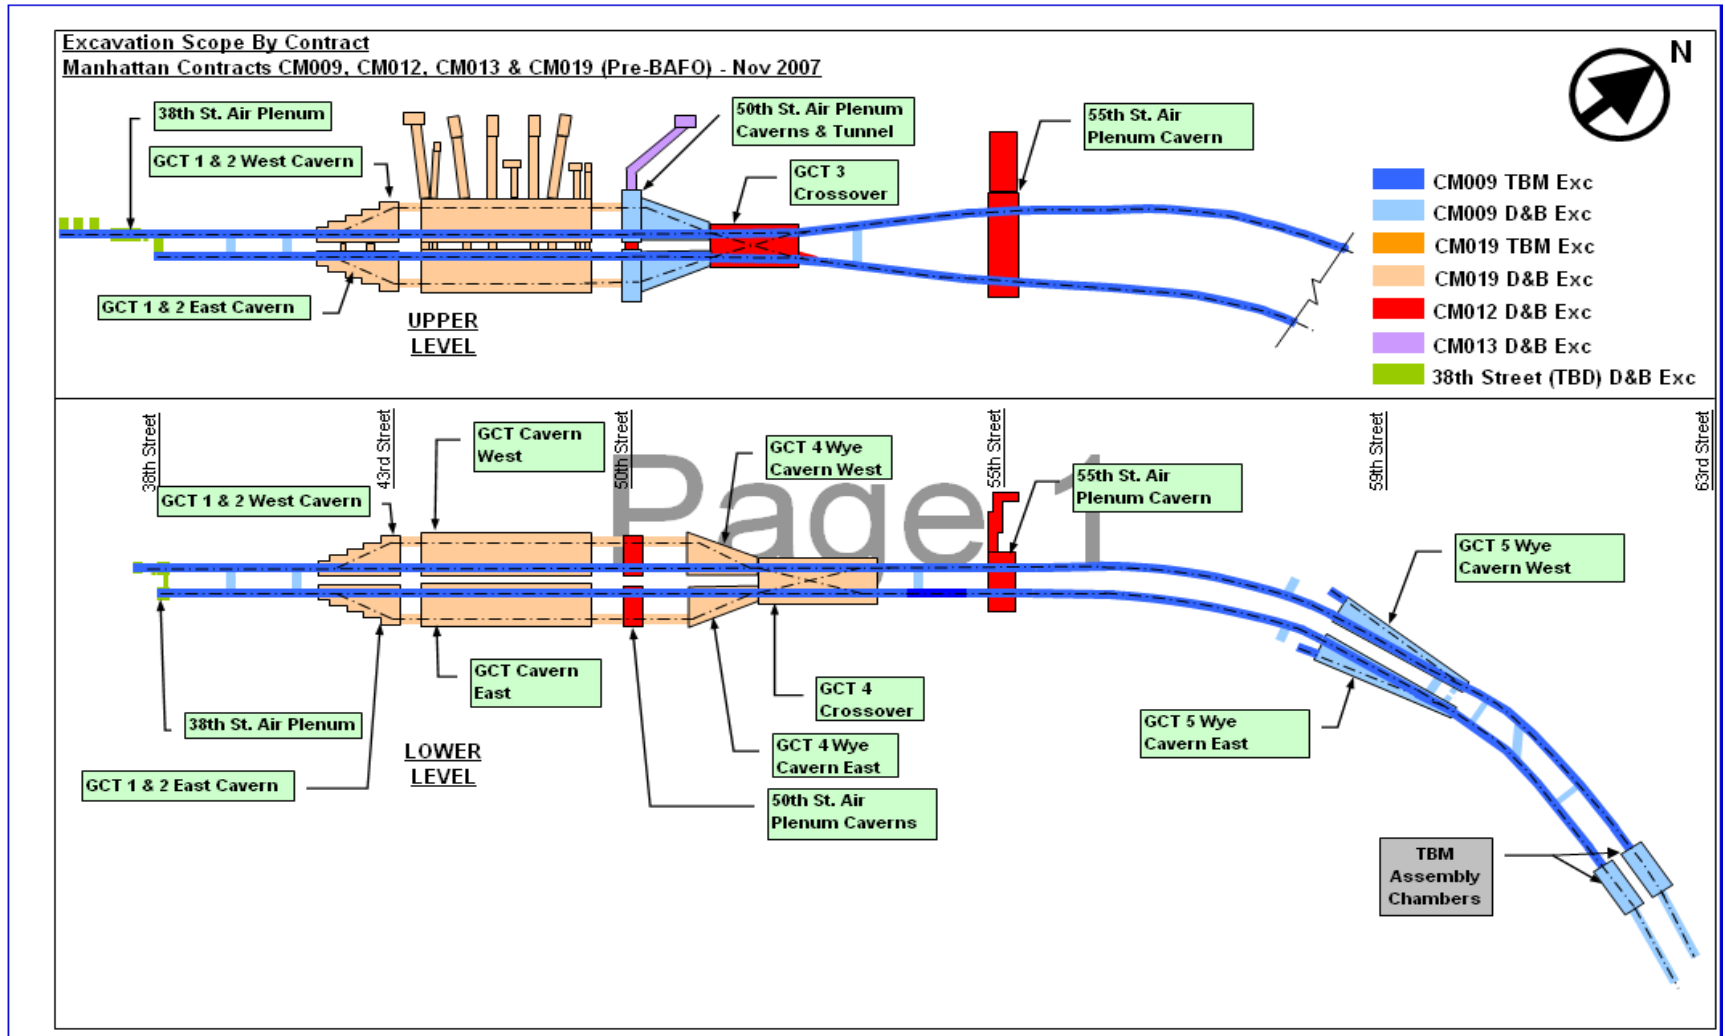 Excavation Scope By Contract
Manhattan Contracts CM009, CM012, CM013 & CM019 (Pre-BAFO) - Nov 2007
N
38th St. Air Plenum
GCT 1 & 2 West Cavern
50th St. Air Plenum
Caverns & Tunnel
GCT 3
Crossover
55th St. Air
Plenum Cavern
GCT 1 & 2 East Cavern
UPPER
LEVEL
CM009 TBM Exc
CM009 D&B Exc
CM019 TBM Exc
CM019 D&B Exc
CM012 D&B Exc
CM013 D&B Exc
38th Street (TBD) D&B Exc
38th Street
43rd Street
50th Street
55th Street
59th Street
63rd Street
Page 1
GCT Cavern
West
GCT 4 Wye
Cavern West
55th St. Air
Plenum Cavern
GCT 1 & 2 West Cavern
GCT 5 Wye
Cavern West
GCT Cavern
East
GCT 4
Crossover
38th St. Air Plenum
GCT 5 Wye
Cavern East
LOWER
LEVEL
GCT 4 Wye
Cavern East
GCT 1 & 2 East Cavern
50th St. Air
Plenum Caverns
TBM
Assembly
Chambers